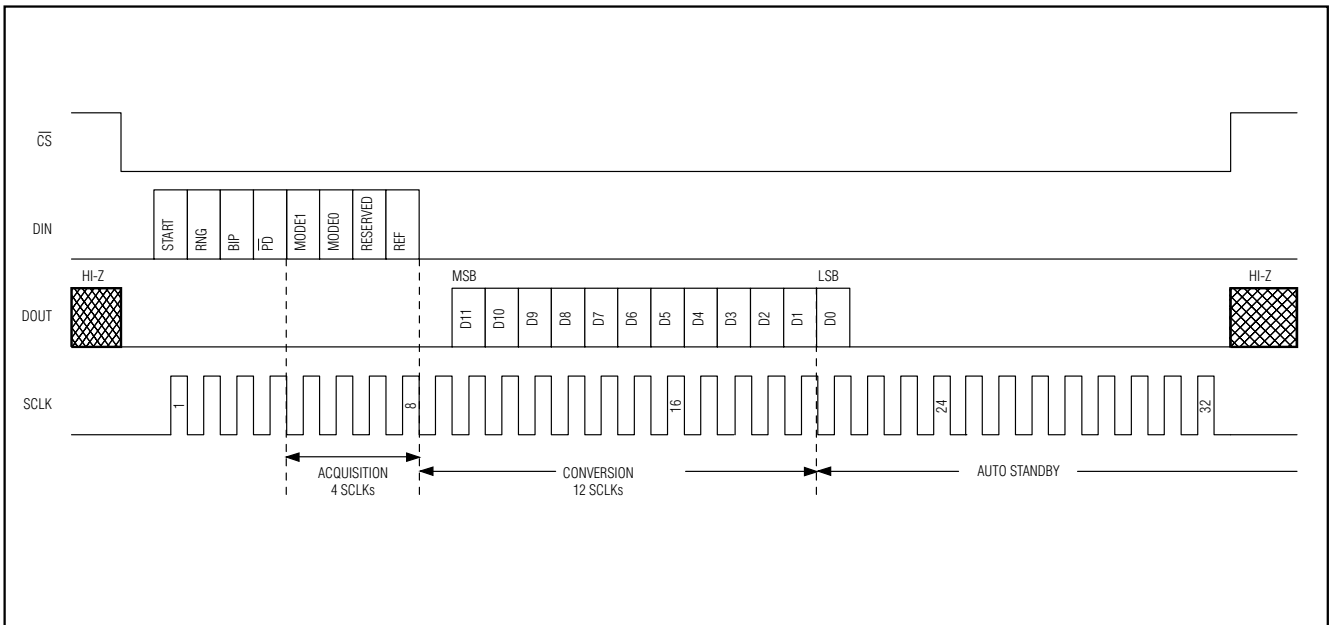 C̅S̅
DIN
START
RNG
BIP
P̅D̅
MODE1
MODE0
RESERVED
REF
HI-Z
MSB
LSB
HI-Z
DOUT
D11
D10
D9
D8
D7
D6
D5
D4
D3
D2
D1
D0
SCLK
1
8
16
24
32
ACQUISITION
4 SCLKs
CONVERSION
12 SCLKs
AUTO STANDBY